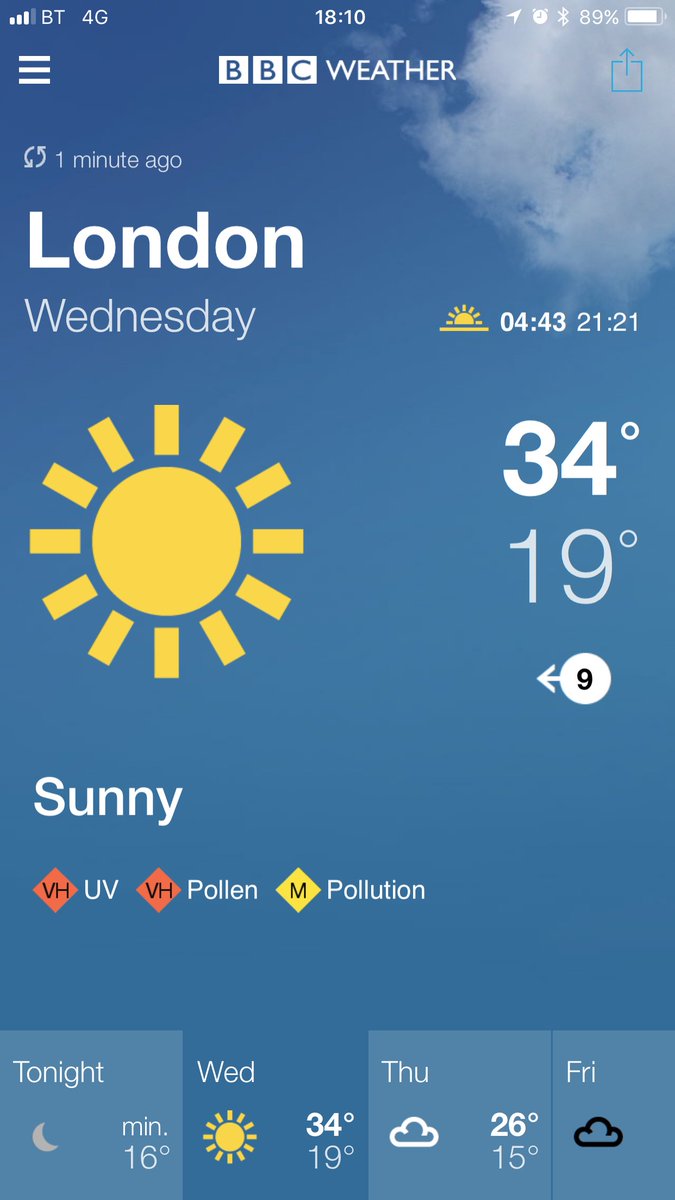 BT 4G 18:10 89%
BBC WEATHER
1 minute ago
London
Wednesday
04:43 21:21
34°
19°
9
Sunny
VH UV VH Pollen M Pollution
Tonight Wed Thu Fri
min. 34° 26°
16° 19° 15°